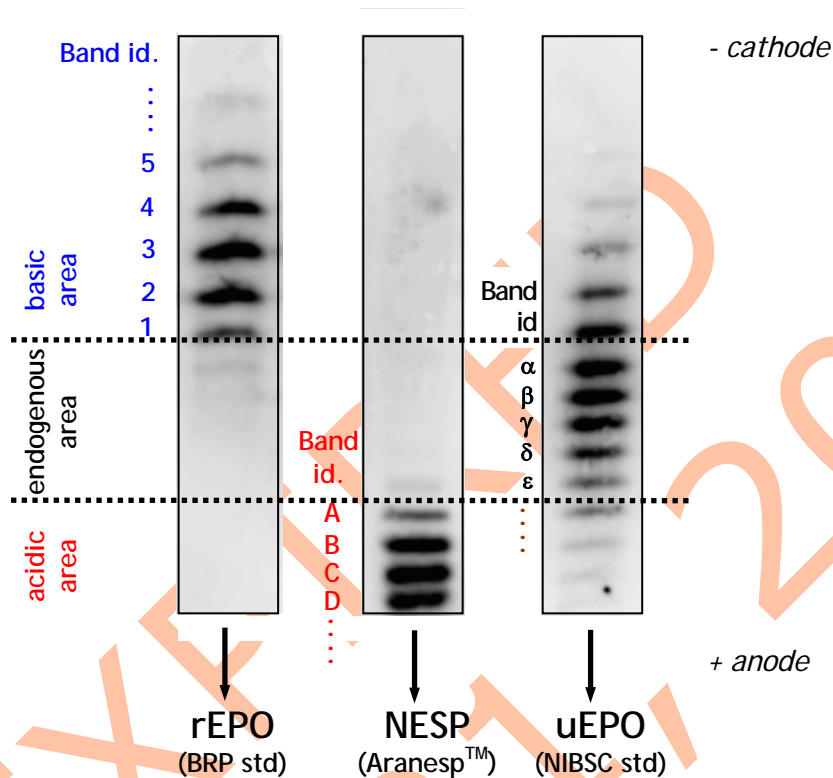 Band id.
- cathode
5
4
3
2
1
basic
area
Band
id
endogenous
area
α
β
γ
δ
ε
Band
id.
A
B
C
D
acidic
area
+ anode
rEPO
(BRP std)
NESP
(Aranesp™)
uEPO
(NIBSC std)